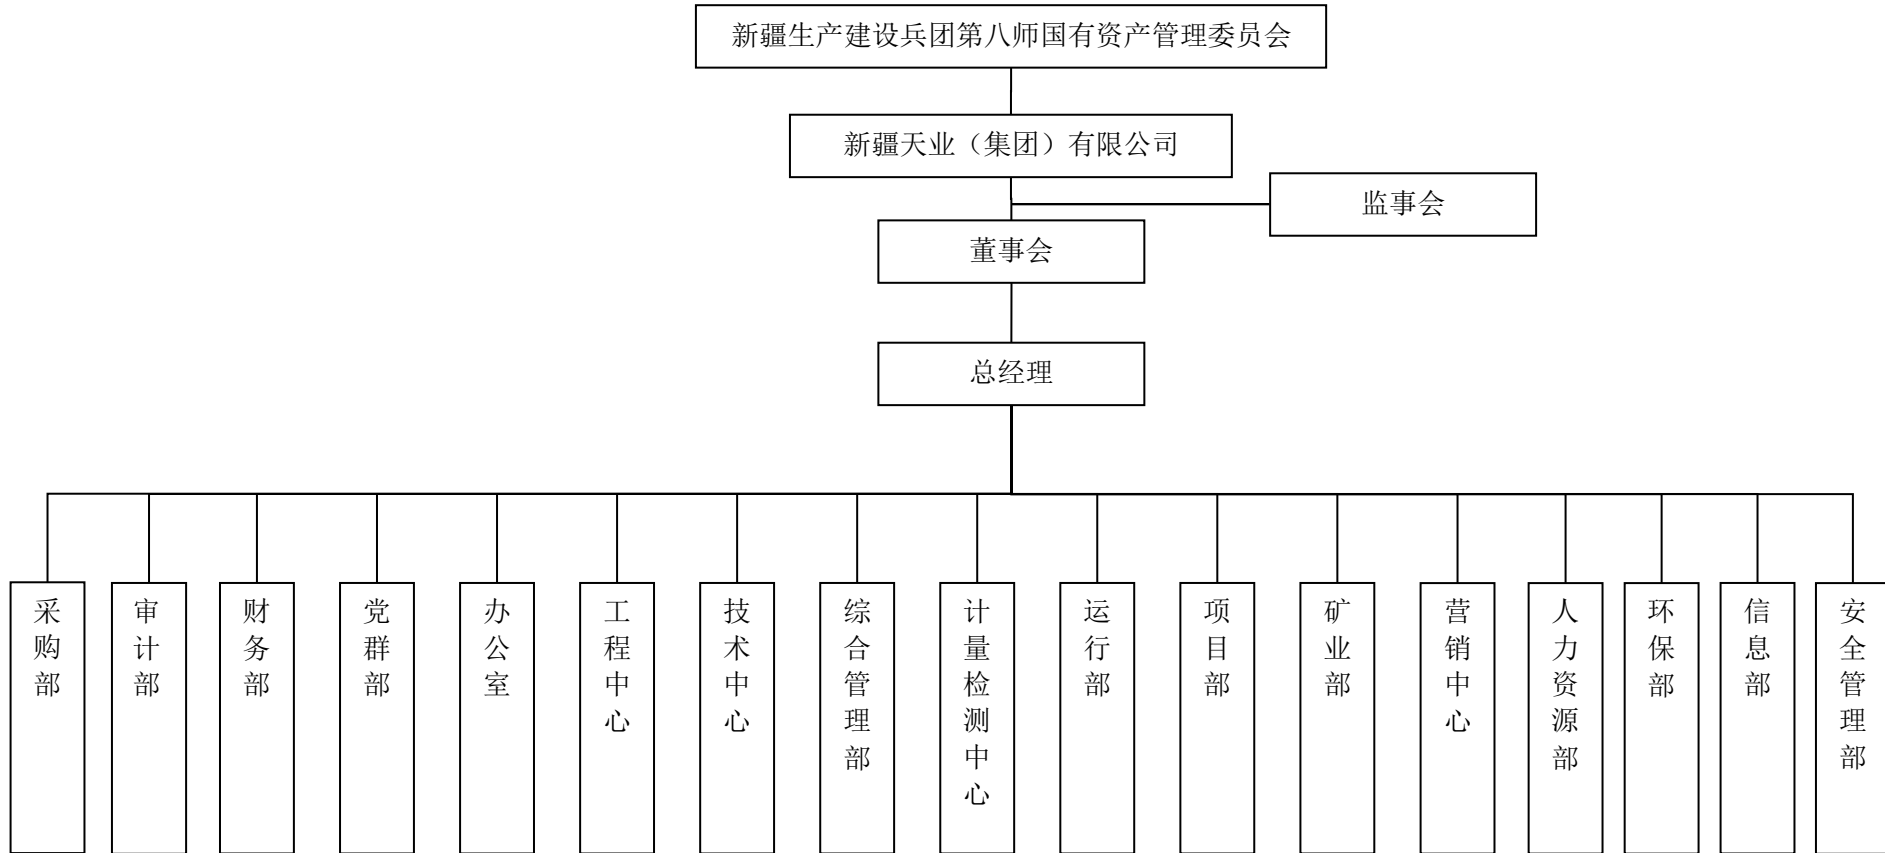 新疆生产建设兵团第八师国有资产管理委员会
新疆天业（集团）有限公司
监事会
董事会
总经理
采购部
审计部
财务部
党群部
办公室
工程中心
技术中心
综合管理部
计量检测中心
运行部
项目部
矿业部
营销中心
人力资源部
环保部
信息部
安全管理部